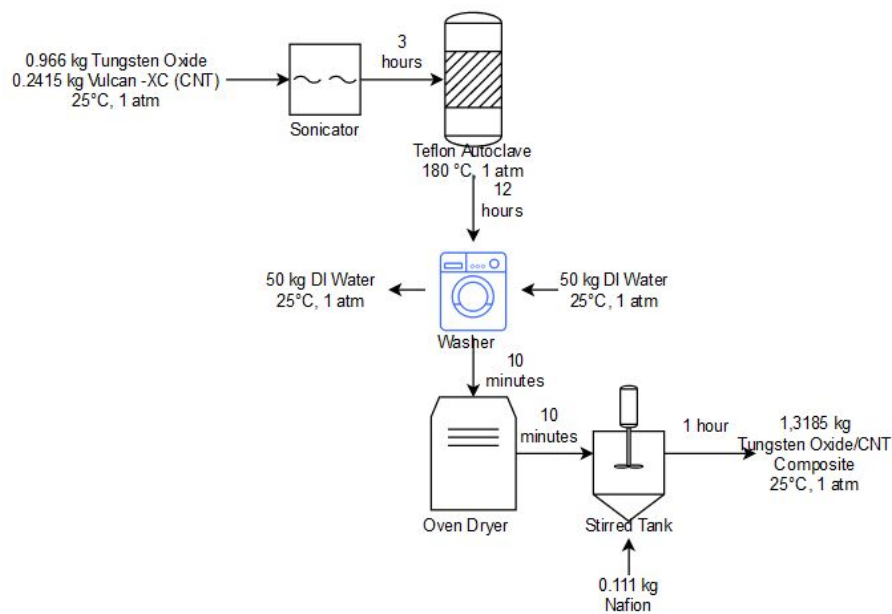 0.966 kg Tungsten Oxide
0.2415 kg Vulcan -XC (CNT)
25°C, 1 atm
Sonicator
3
hours
Teflon Autoclave
180 °C, 1 atm
12
hours
50 kg DI Water
25°C, 1 atm
50 kg DI Water
25°C, 1 atm
Washer
10
minutes
Oven Dryer
10
minutes
Stirred Tank
1 hour
1,3185 kg
Tungsten Oxide/CNT
Composite
25°C, 1 atm
0.111 kg
Nafion